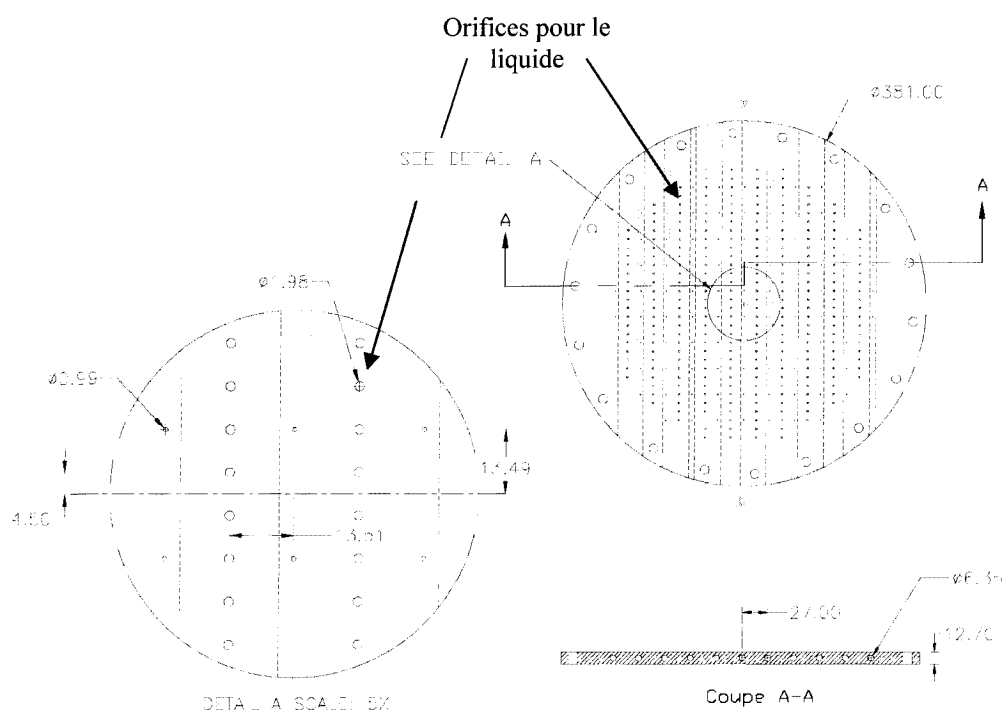 Orifices pour le
liquide
ø381.00
SEE DETAIL A
A
A
ø1.98
ø0.99
13.49
4.50
13.51
27.00
12.70
DETAIL A SCALE: 5X
Coupe A-A